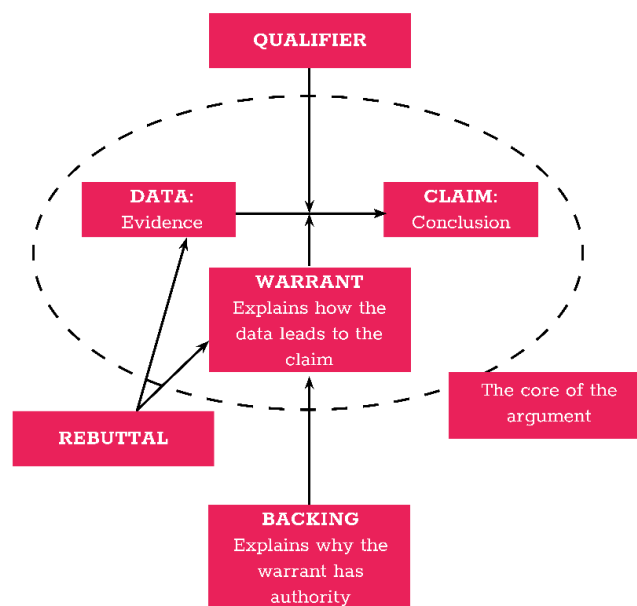 QUALIFIER
DATA:
Evidence
CLAIM:
Conclusion
WARRANT
Explains how the
data leads to the
claim
The core of the
argument
REBUTTAL
BACKING
Explains why the
warrant has
authority